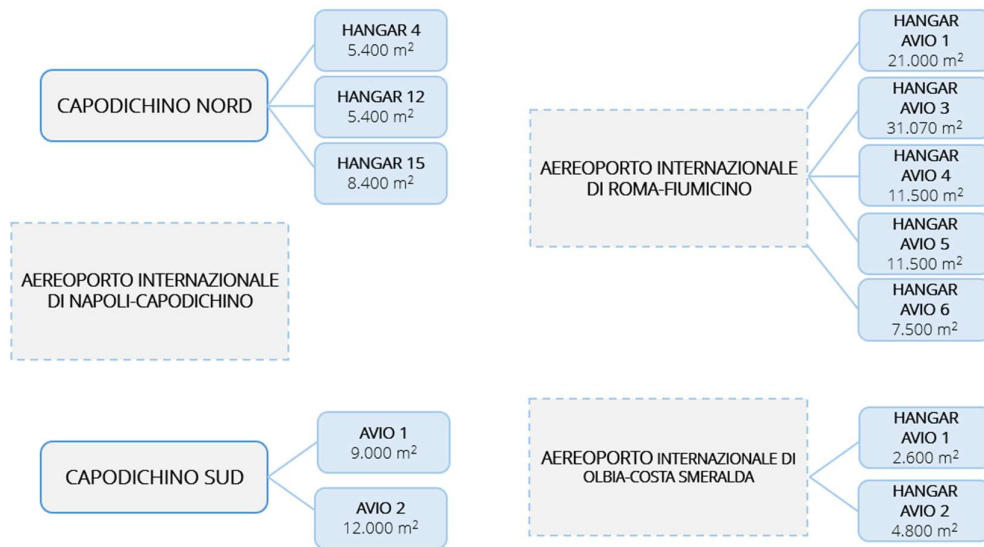 CAPODICHINO NORD
HANGAR 4
5.400 m²
HANGAR 12
5.400 m²
HANGAR 15
8.400 m²
AEREOPORTO INTERNAZIONALE
DI NAPOLI-CAPODICHINO
CAPODICHINO SUD
AVIO 1
9.000 m²
AVIO 2
12.000 m²
AEREOPORTO INTERNAZIONALE
DI ROMA-FIUMICINO
HANGAR
AVIO 1
21.000 m²
HANGAR
AVIO 3
31.070 m²
HANGAR
AVIO 4
11.500 m²
HANGAR
AVIO 5
11.500 m²
HANGAR
AVIO 6
7.500 m²
AEREOPORTO INTERNAZIONALE DI
OLBIA-COSTA SMERALDA
HANGAR
AVIO 1
2.600 m²
HANGAR
AVIO 2
4.800 m²